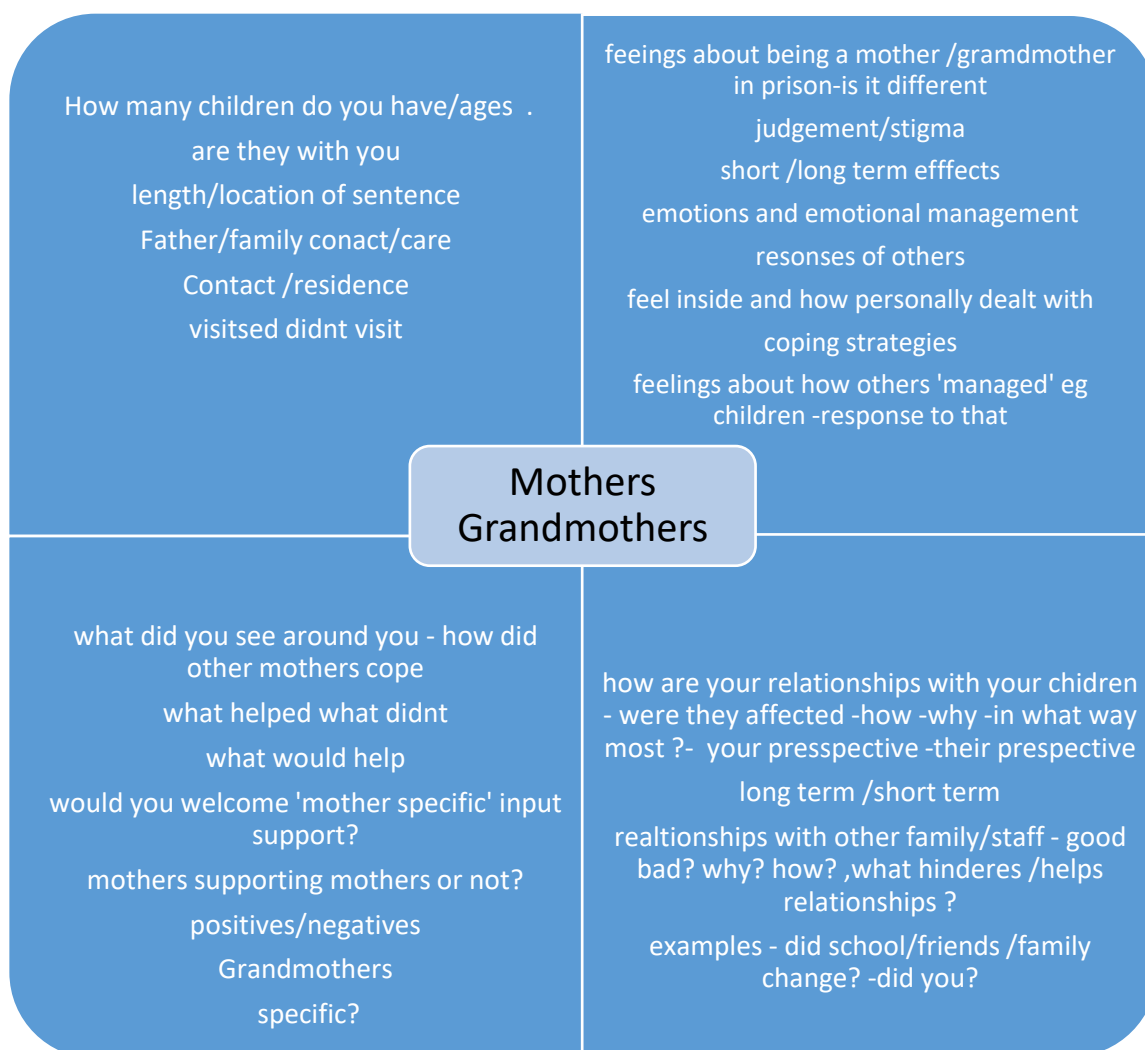 How many children do you have/ages  .
are they with you
length/location of sentence
Father/family conact/care
Contact /residence
visitsed didnt visit
feeings about being a mother /gramdmother
in prison-is it different
judgement/stigma
short /long term efffects
emotions and emotional management
resonses of others
feel inside and how personally dealt with
coping strategies
feelings about how others 'managed' eg
children -response to that
Mothers
Grandmothers
what did you see around you - how did
other mothers cope
what helped what didnt
what would help
would you welcome 'mother specific' input
support?
mothers supporting mothers or not?
positives/negatives
Grandmothers
specific?
how are your relationships with your chidren
- were they affected -how -why -in what way
most ?-  your presspective -their prespective
long term /short term
realtionships with other family/staff - good
bad? why? how? ,what hinderes /helps
relationships ?
examples - did school/friends /family
change? -did you?